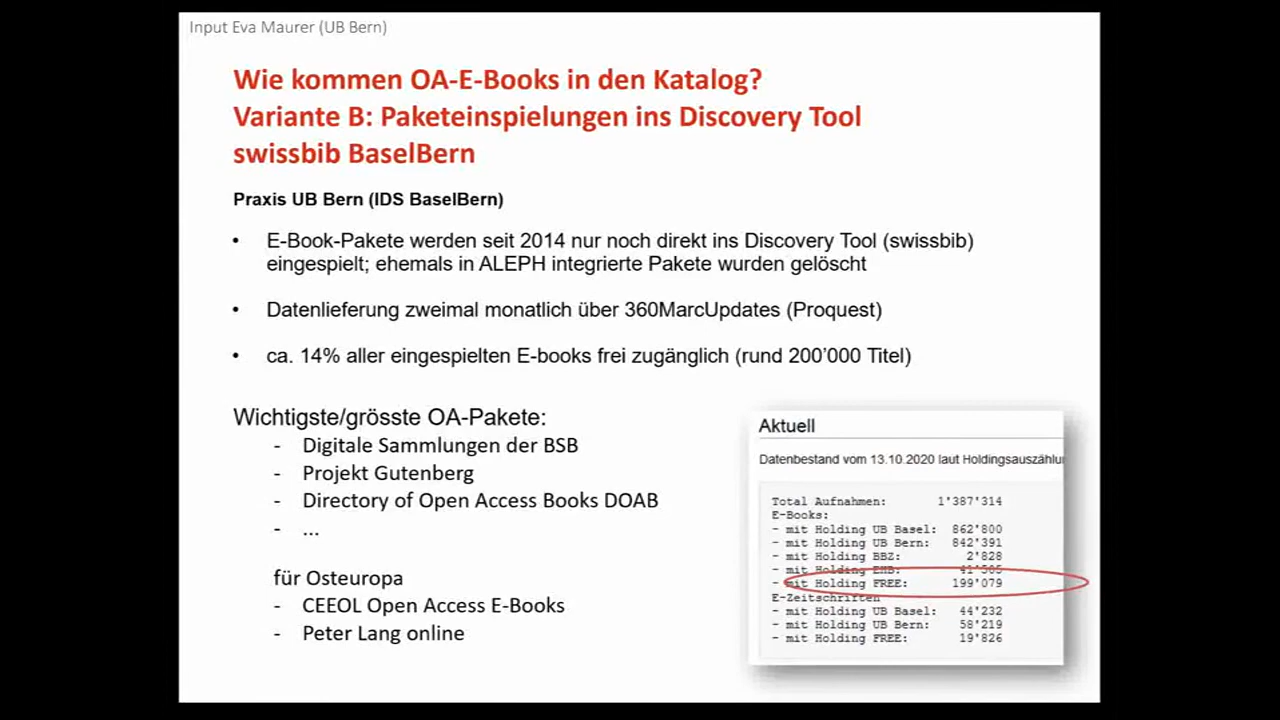 Input Eva Maurer (UB Bern)
Wie kommen OA-E-Books in den Katalog?
Variante B: Paketeinspielungen ins Discovery Tool
swissbib BaselBern
Praxis UB Bern (IDS BaselBern)
• E-Book-Pakete werden seit 2014 nur noch direkt ins Discovery Tool (swissbib)
eingespielt; ehemals in ALEPH integrierte Pakete wurden gelöscht
• Datenlieferung zweimal monatlich über 360MarcUpdates (Proquest)
• ca. 14% aller eingespielten E-books frei zugänglich (rund 200’000 Titel)
Wichtigste/grösste OA-Pakete:
- Digitale Sammlungen der BSB
- Projekt Gutenberg
- Directory of Open Access Books DOAB
- ...
für Osteuropa
- CEEOL Open Access E-Books
- Peter Lang online
Aktuell
Datenbestand vom 13.10.2020 laut Holdingsauszählu
Total Aufnahmen: 1'387'314
E-Books:
- mit Holding UB Basel: 862'800
- mit Holding UB Bern: 842'391
- mit Holding BBZ: 2'828
- mit Holding
- mit Holding FREE: 199'079
E-Zeitschriften
- mit Holding UB Basel: 44'232
- mit Holding UB Bern: 58'219
- mit Holding FREE: 19'826